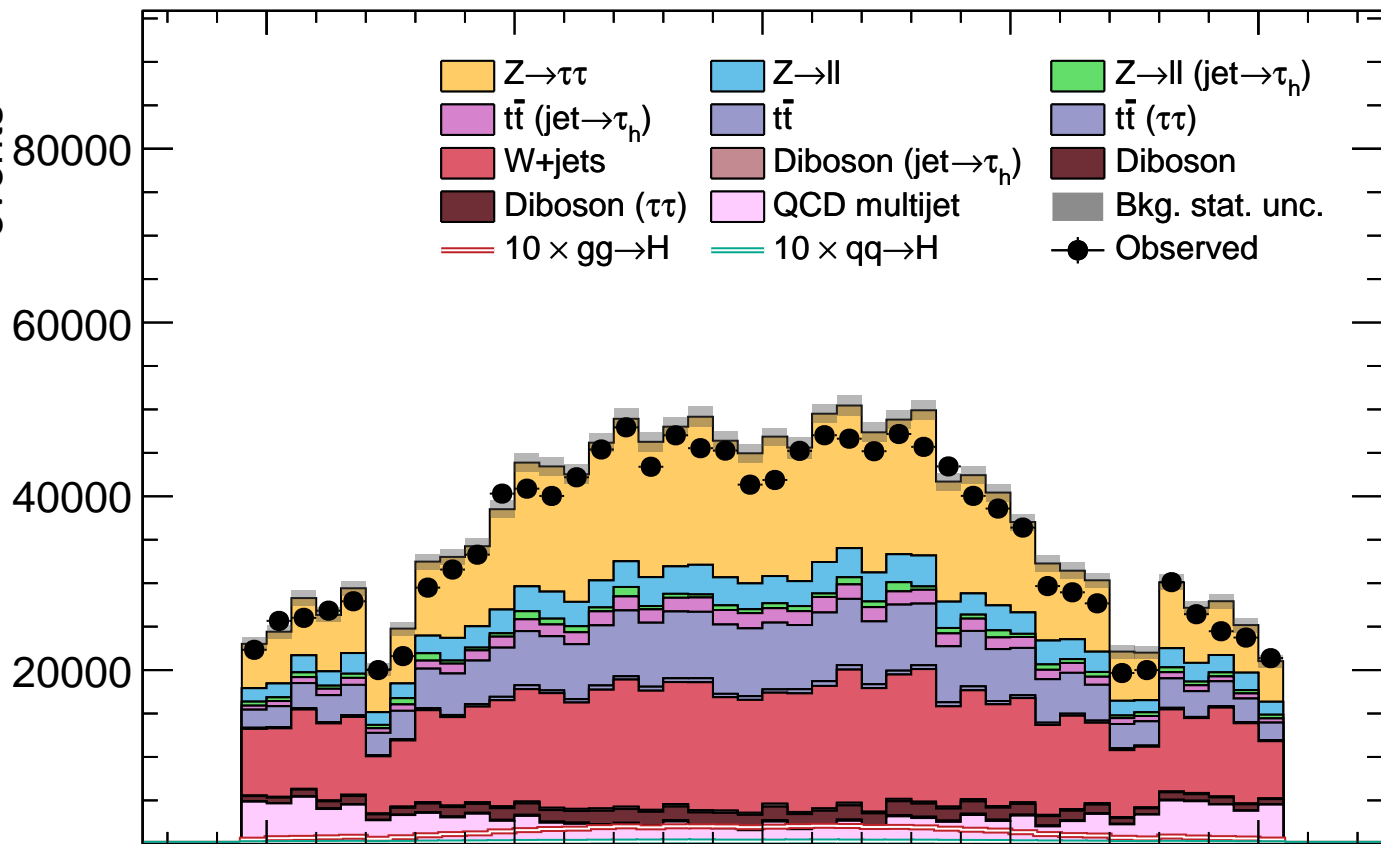 Z→ττ Z→ll Z→ll (jet→τh)
tt̄ (jet→τh) tt̄ tt̄ (ττ)
W+jets Diboson (jet→τh) Diboson
Diboson (ττ) QCD multijet Bkg. stat. unc.
10 × gg→H 10 × qq→H Observed
80000
60000
40000
20000